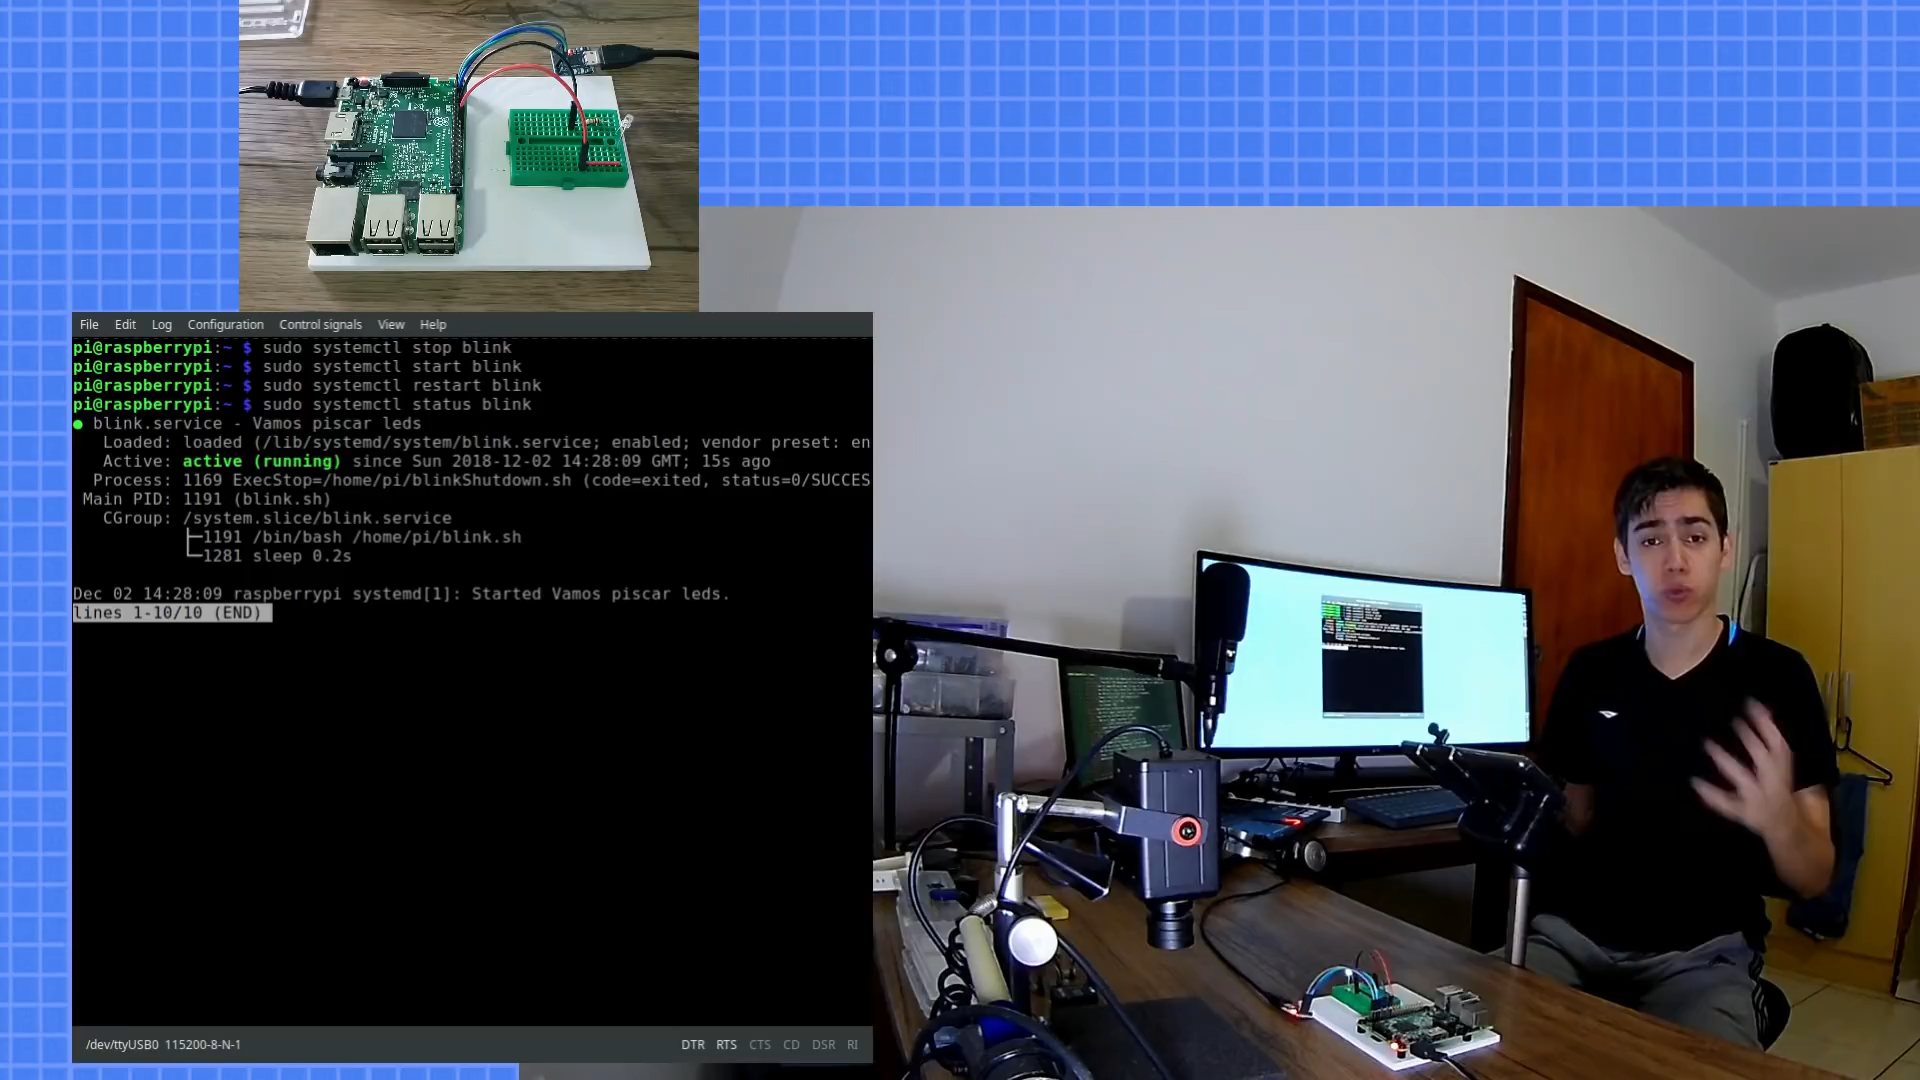 File Edit Log Configuration Control signals View Help
pi@raspberrypi:~ $ sudo systemctl stop blink
pi@raspberrypi:~ $ sudo systemctl start blink
pi@raspberrypi:~ $ sudo systemctl restart blink
pi@raspberrypi:~ $ sudo systemctl status blink
● blink.service - Vamos piscar leds
Loaded: loaded (/lib/systemd/system/blink.service; enabled; vendor preset: en
Active: active (running) since Sun 2018-12-02 14:28:09 GMT; 15s ago
Process: 1169 ExecStop=/home/pi/blinkShutdown.sh (code=exited, status=0/SUCCES
Main PID: 1191 (blink.sh)
CGroup: /system.slice/blink.service
├─1191 /bin/bash /home/pi/blink.sh
└─1281 sleep 0.2s
Dec 02 14:28:09 raspberrypi systemd[1]: Started Vamos piscar leds.
lines 1-10/10 (END)
/dev/ttyUSB0 115200-8-N-1 DTR RTS CTS CD DSR RI